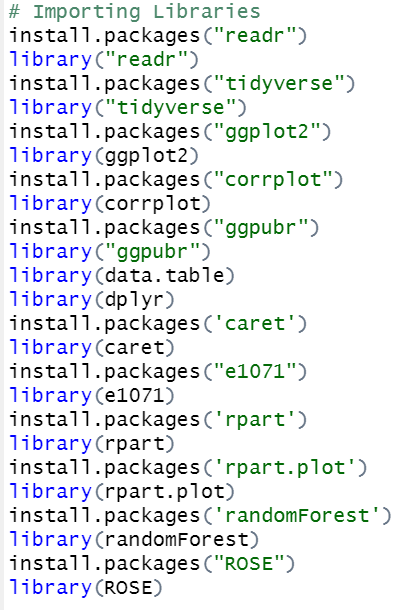 # Importing Libraries
install.packages("readr")
library("readr")
install.packages("tidyverse")
library("tidyverse")
install.packages("ggplot2")
library(ggplot2)
install.packages("corrplot")
library(corrplot)
install.packages("ggpubr")
library("ggpubr")
library(data.table)
library(dplyr)
install.packages('caret')
library(caret)
install.packages("e1071")
library(e1071)
install.packages('rpart')
library(rpart)
install.packages('rpart.plot')
library(rpart.plot)
install.packages('randomForest')
library(randomForest)
install.packages("ROSE")
library(ROSE)